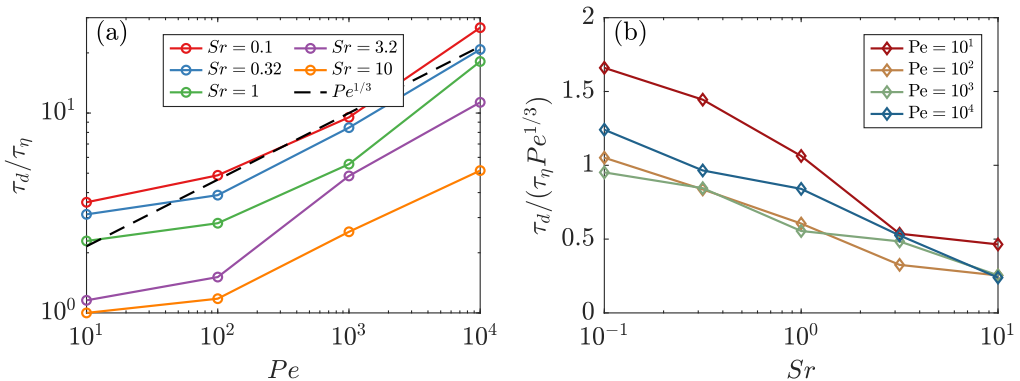 (a)
Sr = 0.1
Sr = 0.32
Sr = 1
Sr = 3.2
Sr = 10
Pe^{1/3}
τ_d/τ_η
10^1
10^0
10^1
10^2
10^3
10^4
Pe
(b)
Pe = 10^1
Pe = 10^2
Pe = 10^3
Pe = 10^4
τ_d/(τ_ηPe^{1/3})
2
1.5
1
0.5
0
10^{-1}
10^0
10^1
Sr